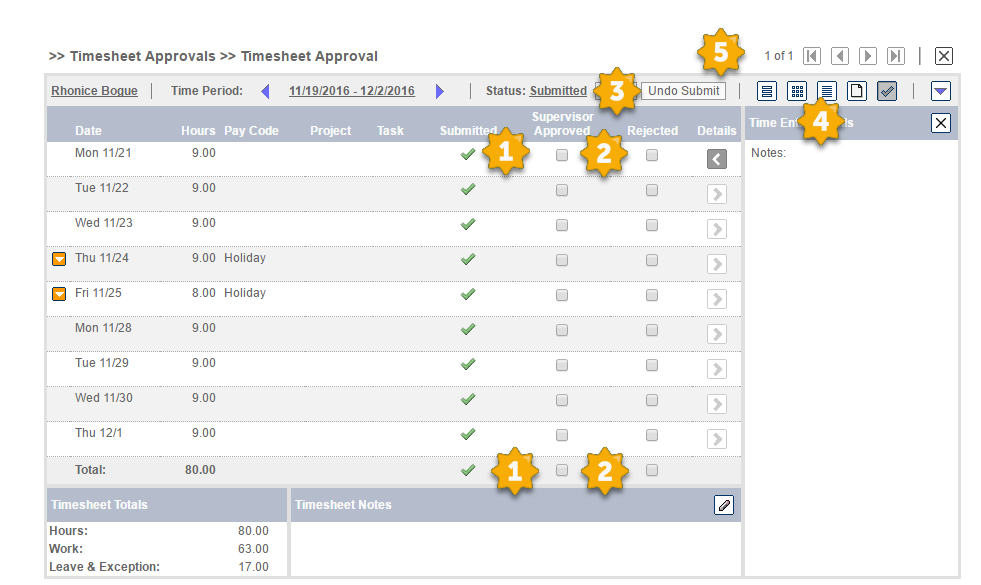 >> Timesheet Approvals >> Timesheet Approval
5
1 of 1
Rhonice Bogue
Time Period:
11/19/2016 - 12/2/2016
Status: Submitted
3
Undo Submit
Date
Hours
Pay Code
Project
Task
Submitted
Supervisor
Approved
Rejected
Details
4
Mon 11/21 9.00
1
2
Tue 11/22 9.00
Wed 11/23 9.00
Thu 11/24 9.00 Holiday
Fri 11/25 8.00 Holiday
Mon 11/28 9.00
Tue 11/29 9.00
Wed 11/30 9.00
Thu 12/1 9.00
Total: 80.00
1
2
Time Ent
Notes:
Timesheet Totals
Hours: 80.00
Work: 63.00
Leave & Exception: 17.00
Timesheet Notes